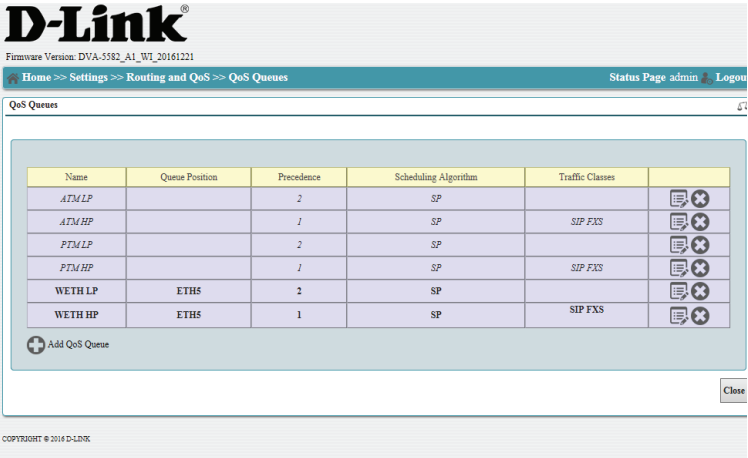 D-Link®
Firmware Version: DVA-5582_A1_WI_20161221
Home >> Settings >> Routing and QoS >> QoS Queues Status Page admin Logou
QoS Queues
Name Queue Position Precedence Scheduling Algorithm Traffic Classes
ATM LP 2 SP
ATM HP 1 SP SIP FXS
PTM LP 2 SP
PTM HP 1 SP SIP FXS
WETH LP ETH5 2 SP
WETH HP ETH5 1 SP SIP FXS
Add QoS Queue
Close
COPYRIGHT © 2016 D-LINK